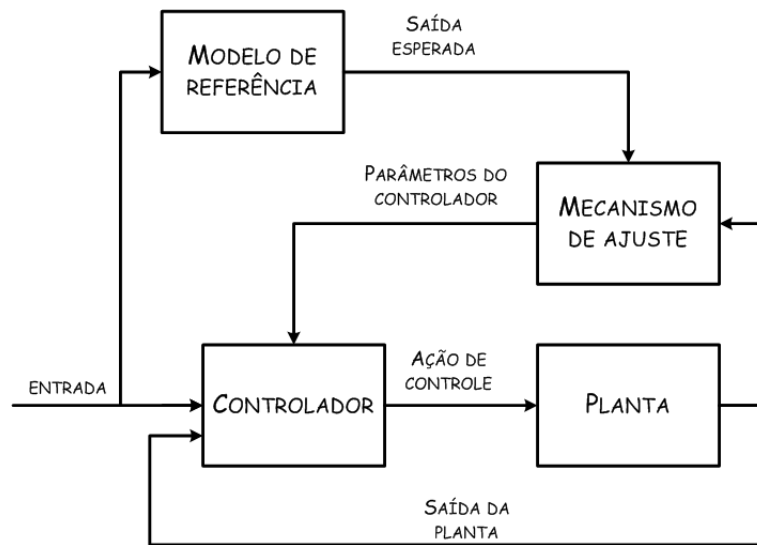 SAÍDA
ESPERADA
MODELO DE
REFERÊNCIA
PARÂMETROS DO
CONTROLADOR
MECANISMO
DE AJUSTE
ENTRADA
CONTROLADOR
AÇÃO DE
CONTROLE
PLANTA
SAÍDA DA
PLANTA